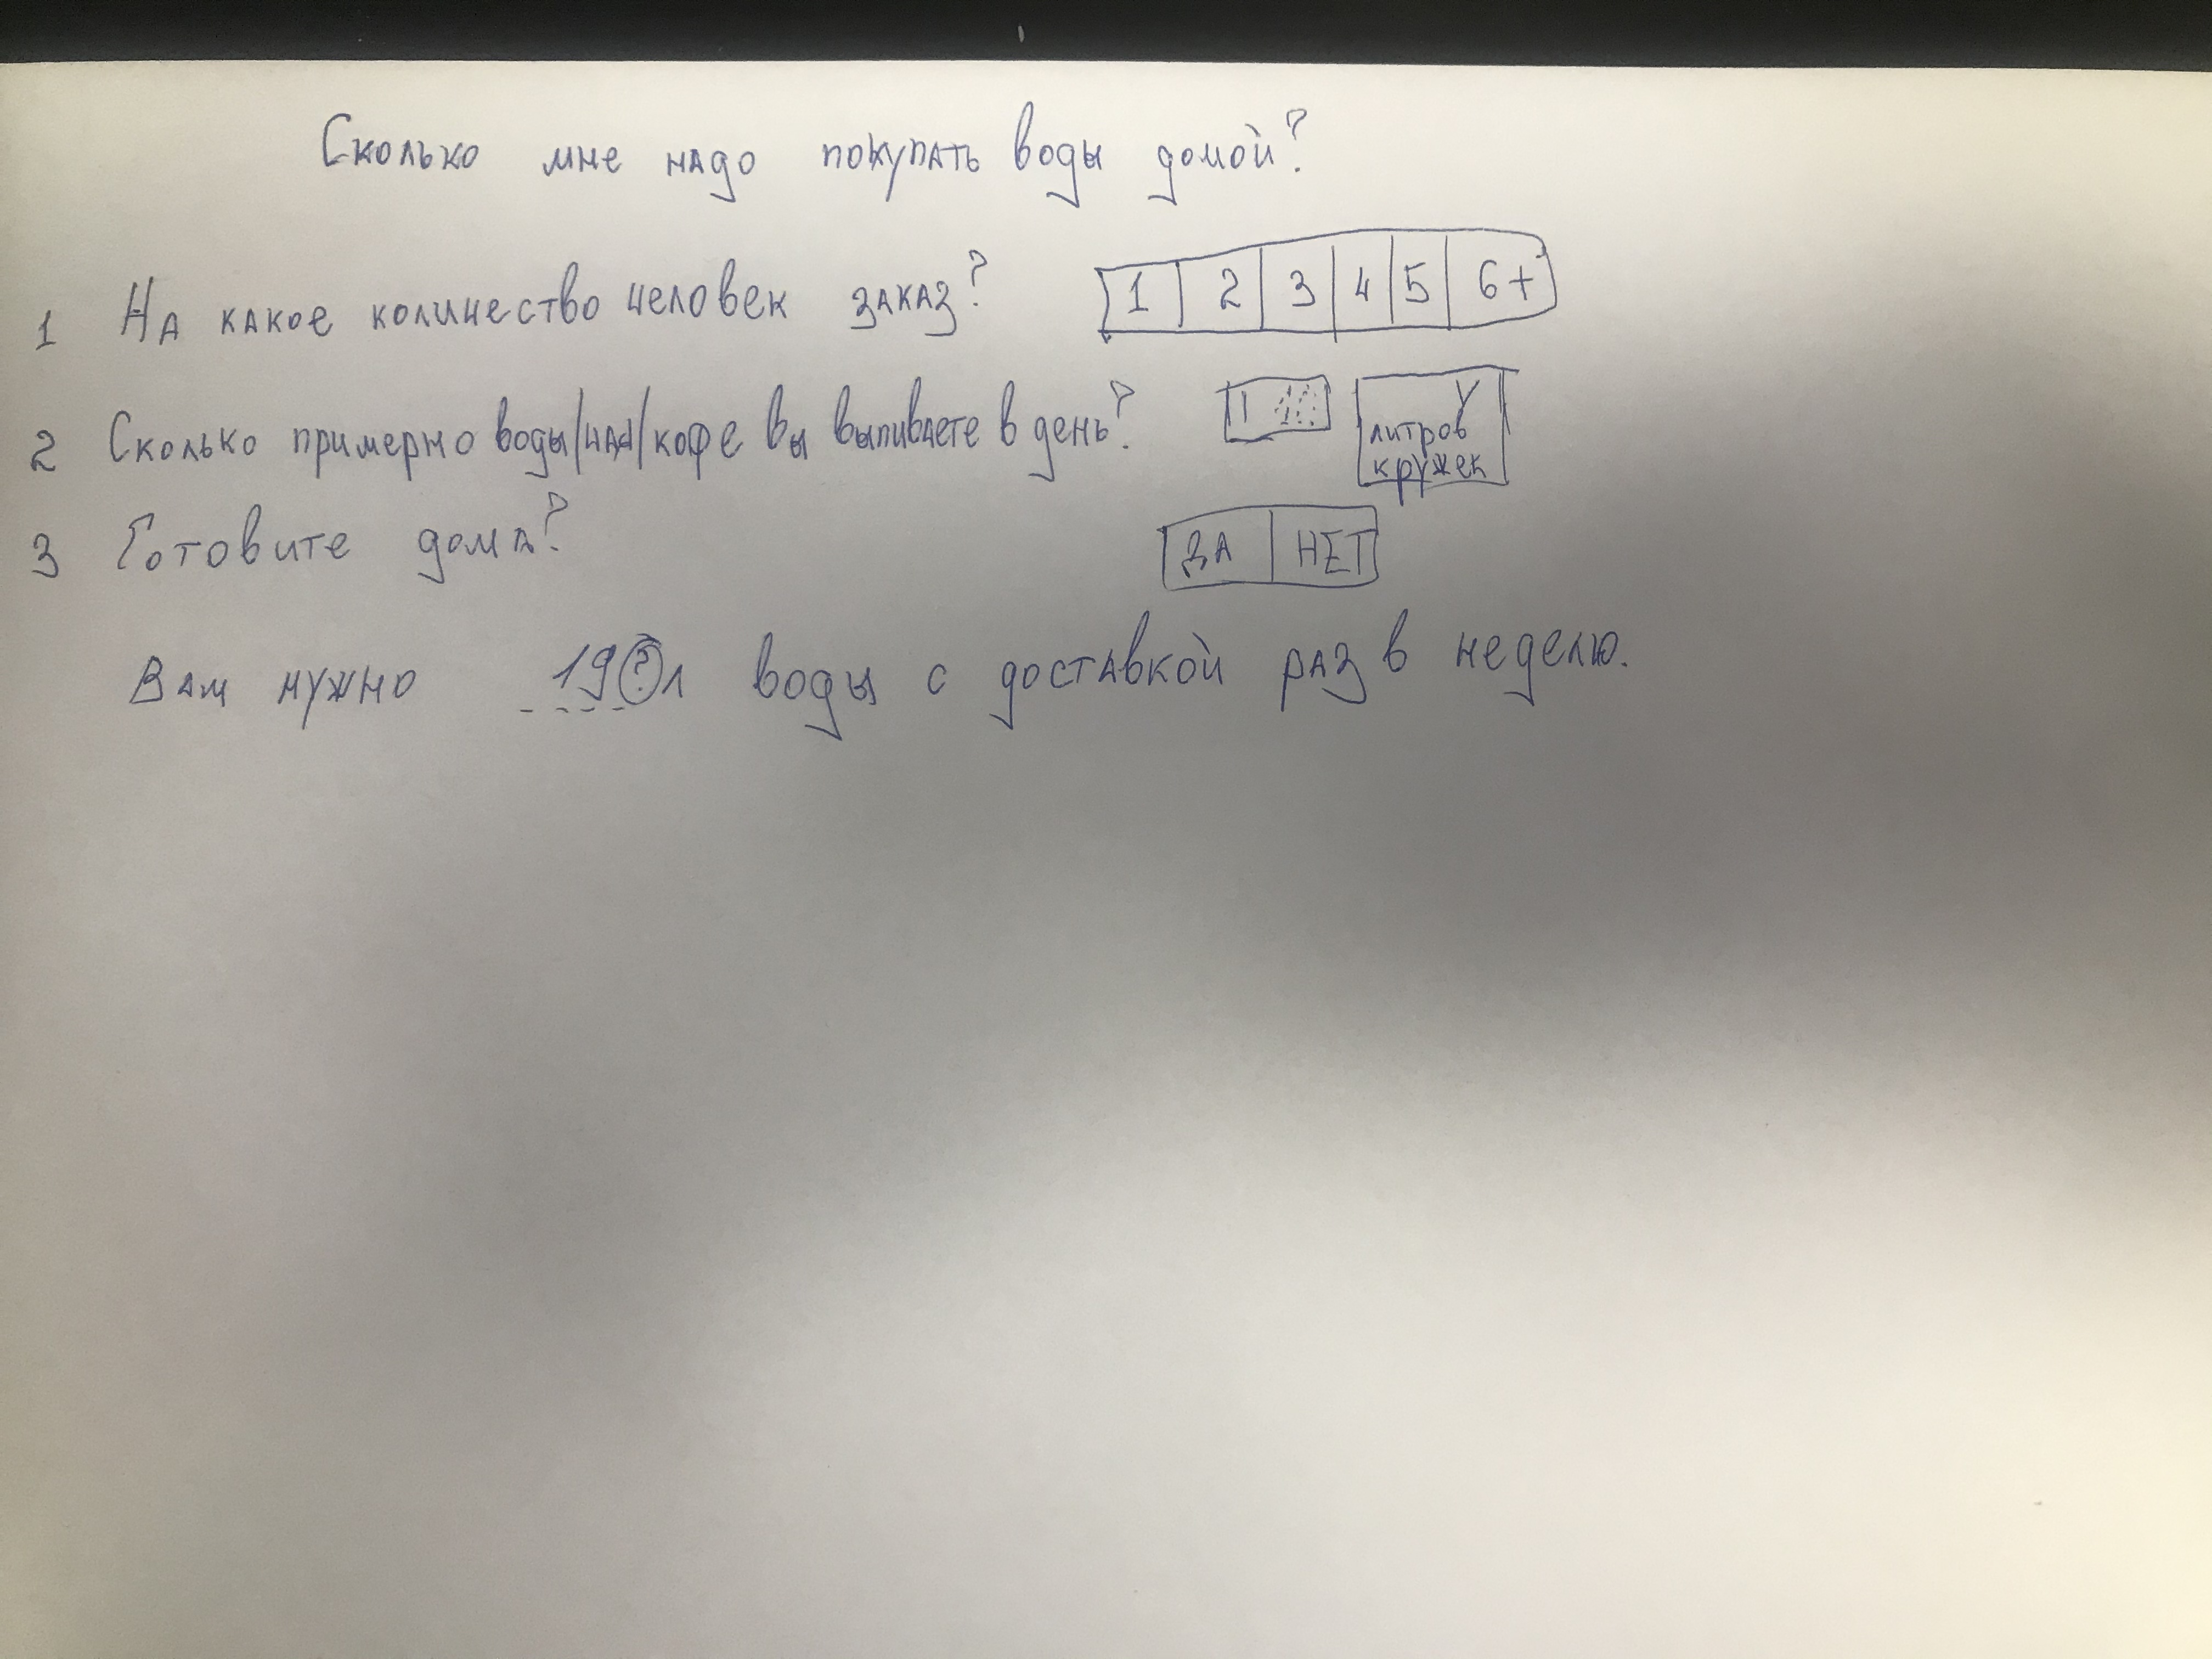 Сколько мне надо покупать воды домой?
1 На какое количество человек заказ? 1 2 3 4 5 6+
2 Сколько примерно воды/чая/кофе вы выпиваете в день?
литров
кружек
3 Готовите дома? ДА НЕТ
Вам нужно 19 л воды с доставкой раз в неделю.